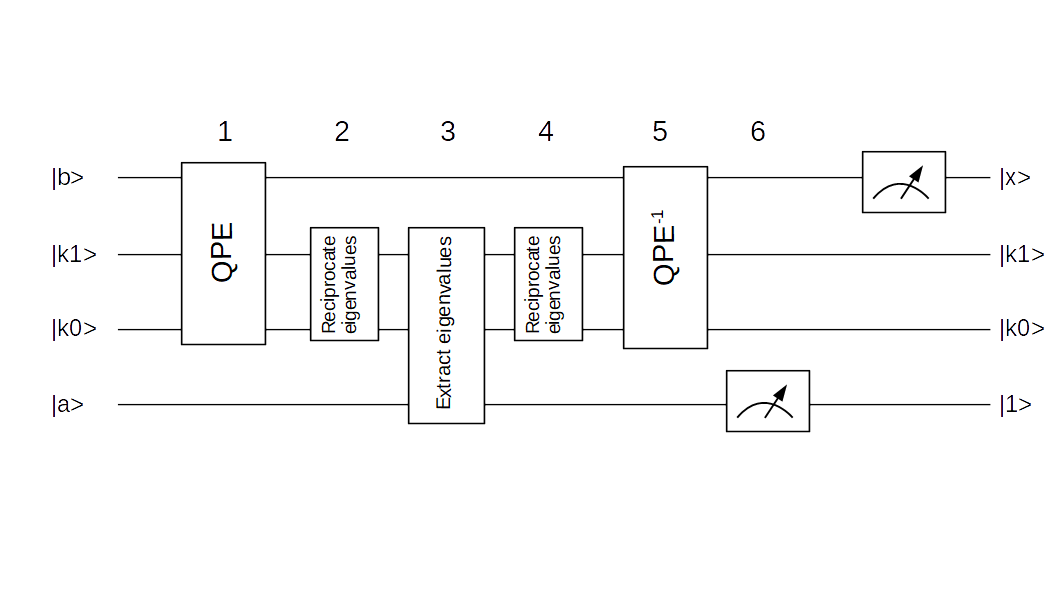 1 2 3 4 5 6
|b>
|k1>
|k0>
|a>
QPE
Reciprocate
eigenvalues
Extract eigenvalues
Reciprocate
eigenvalues
QPE-1
|x>
|k1>
|k0>
|1>